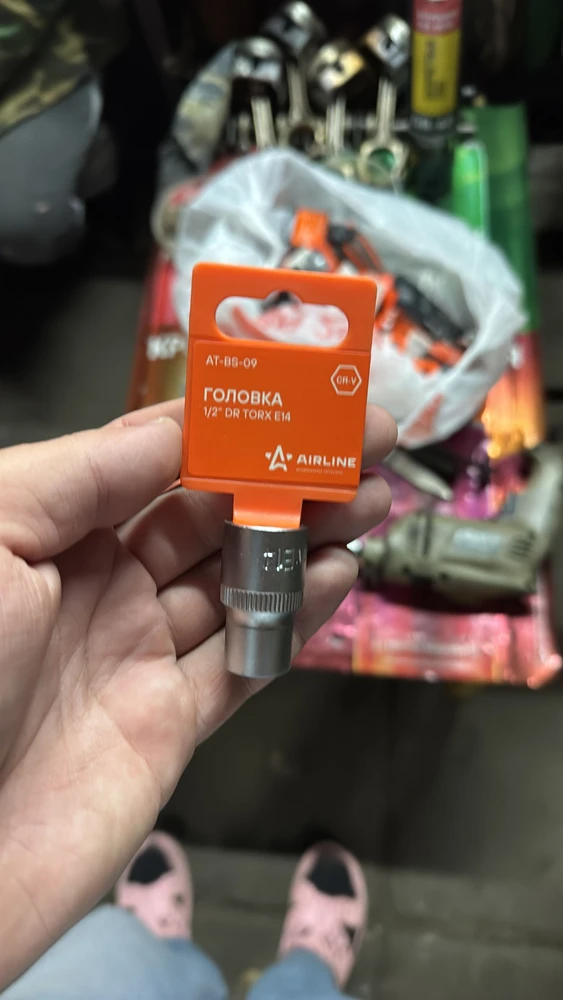 AT-BS-09
CR-V
ГОЛОВКА
1/2" DR TORX E14
AIRLINE